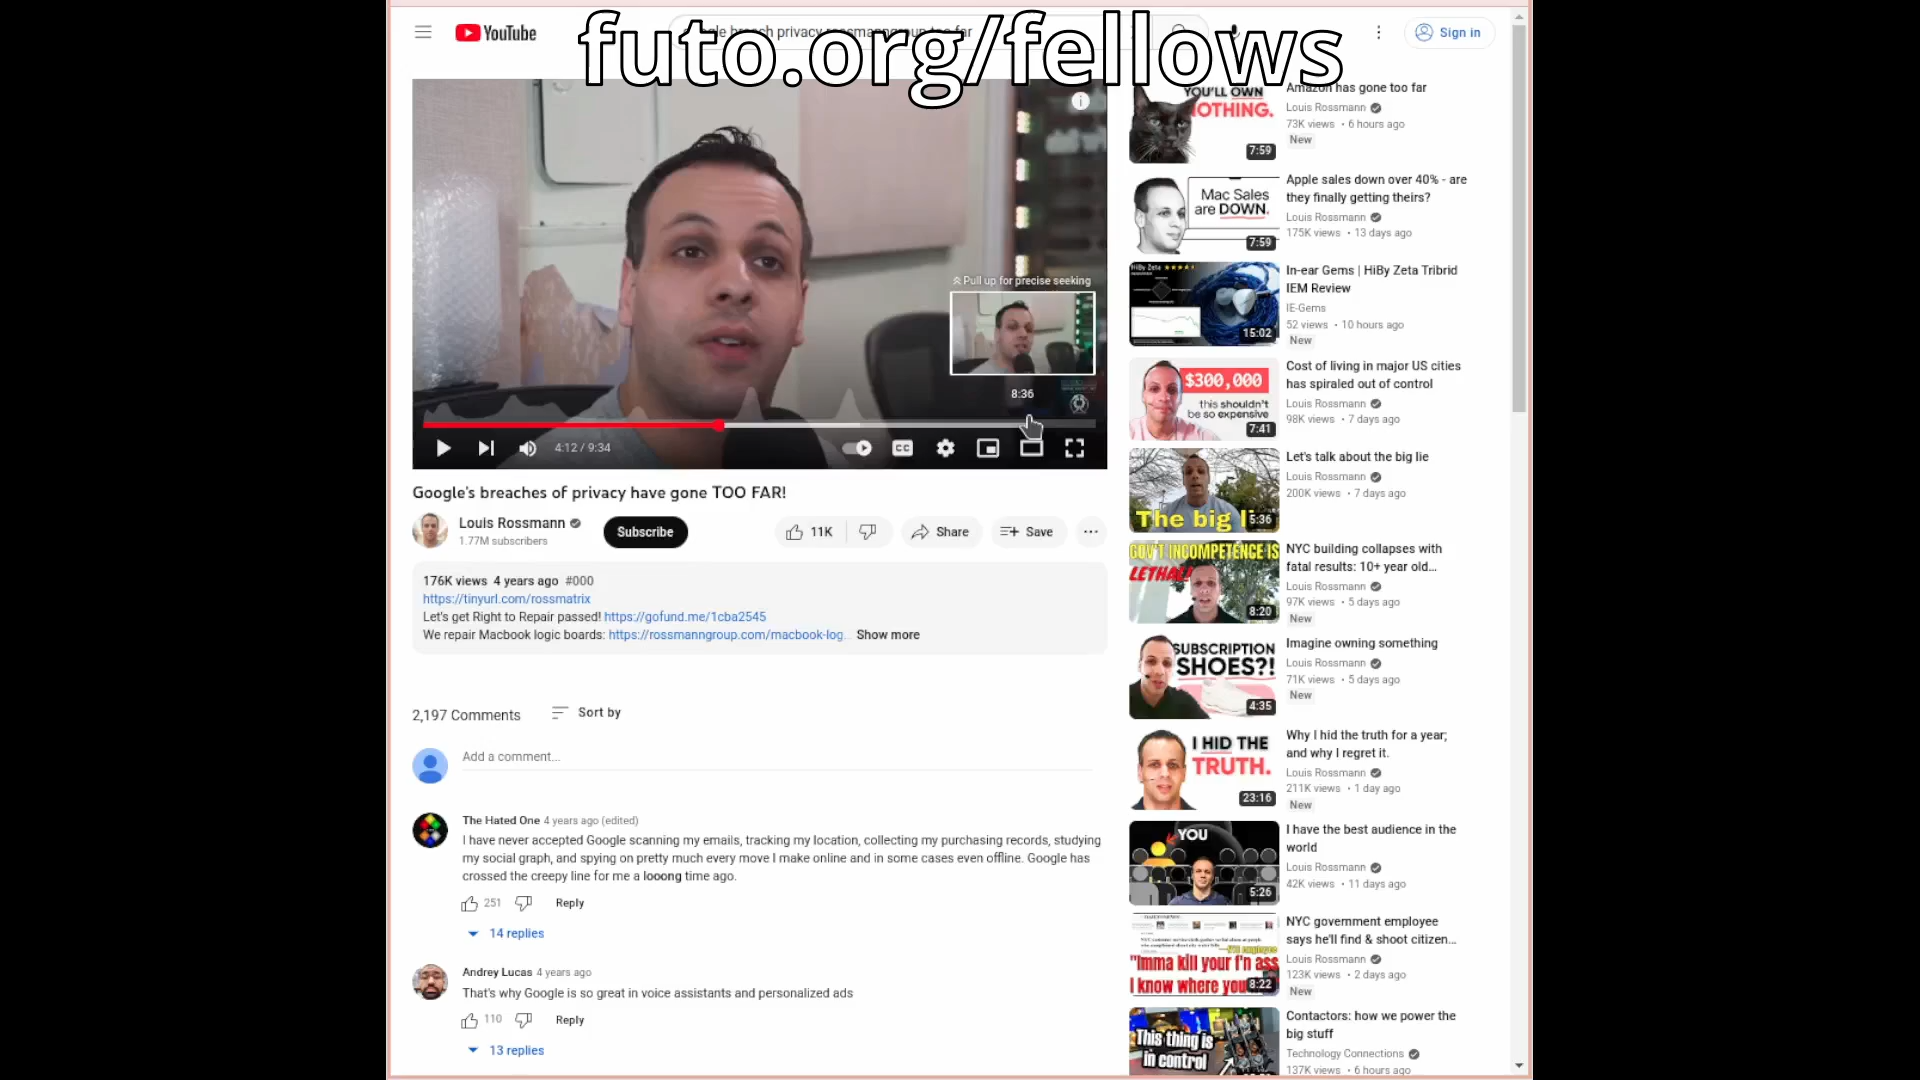 futo.org/fellows
YouTube
Sign in
Pull up for precise seeking
8:36
4:12 / 9:34
CC
Google's breaches of privacy have gone TOO FAR!
Louis Rossmann
1.77M subscribers
Subscribe
11K
Share
Save
176K views 4 years ago #000
https://tinyurl.com/rossmatrix
Let's get Right to Repair passed! https://gofund.me/1cba2545
We repair Macbook logic boards: https://rossmanngroup.com/macbook-log... Show more
2,197 Comments
Sort by
Add a comment...
The Hated One 4 years ago (edited)
I have never accepted Google scanning my emails, tracking my location, collecting my purchasing records, studying
my social graph, and spying on pretty much every move I make online and in some cases even offline. Google has
crossed the creepy line for me a looong time ago.
251
Reply
14 replies
Andrey Lucas 4 years ago
That's why Google is so great in voice assistants and personalized ads
110
Reply
13 replies
YOU'LL OWN
NOTHING.
7:59
Amazon has gone too far
Louis Rossmann
73K views • 6 hours ago
New
Mac Sales
are DOWN.
7:59
Apple sales down over 40% - are
they finally getting theirs?
Louis Rossmann
175K views • 13 days ago
HiBy Zeta
15:02
In-ear Gems | HiBy Zeta Tribrid
IEM Review
IE-Gems
52 views • 10 hours ago
New
$300,000
this shouldn't
be so expensive
7:41
Cost of living in major US cities
has spiraled out of control
Louis Rossmann
98K views • 7 days ago
The big
5:36
Let's talk about the big lie
Louis Rossmann
200K views • 7 days ago
GOV'T INCOMPETENCE IS
LETHAL!
8:20
NYC building collapses with
fatal results: 10+ year old...
Louis Rossmann
97K views • 5 days ago
New
SUBSCRIPTION
SHOES?!
4:35
Imagine owning something
Louis Rossmann
71K views • 5 days ago
New
I HID THE
TRUTH.
23:16
Why I hid the truth for a year;
and why I regret it.
Louis Rossmann
211K views • 1 day ago
New
YOU
5:26
I have the best audience in the
world
Louis Rossmann
42K views • 11 days ago
"Imma kill your f'n ass
I know where you
8:22
NYC government employee
says he'll find & shoot citizen...
Louis Rossmann
123K views • 2 days ago
New
This thing is
in control
Contactors: how we power the
big stuff
Technology Connections
137K views • 6 hours ago